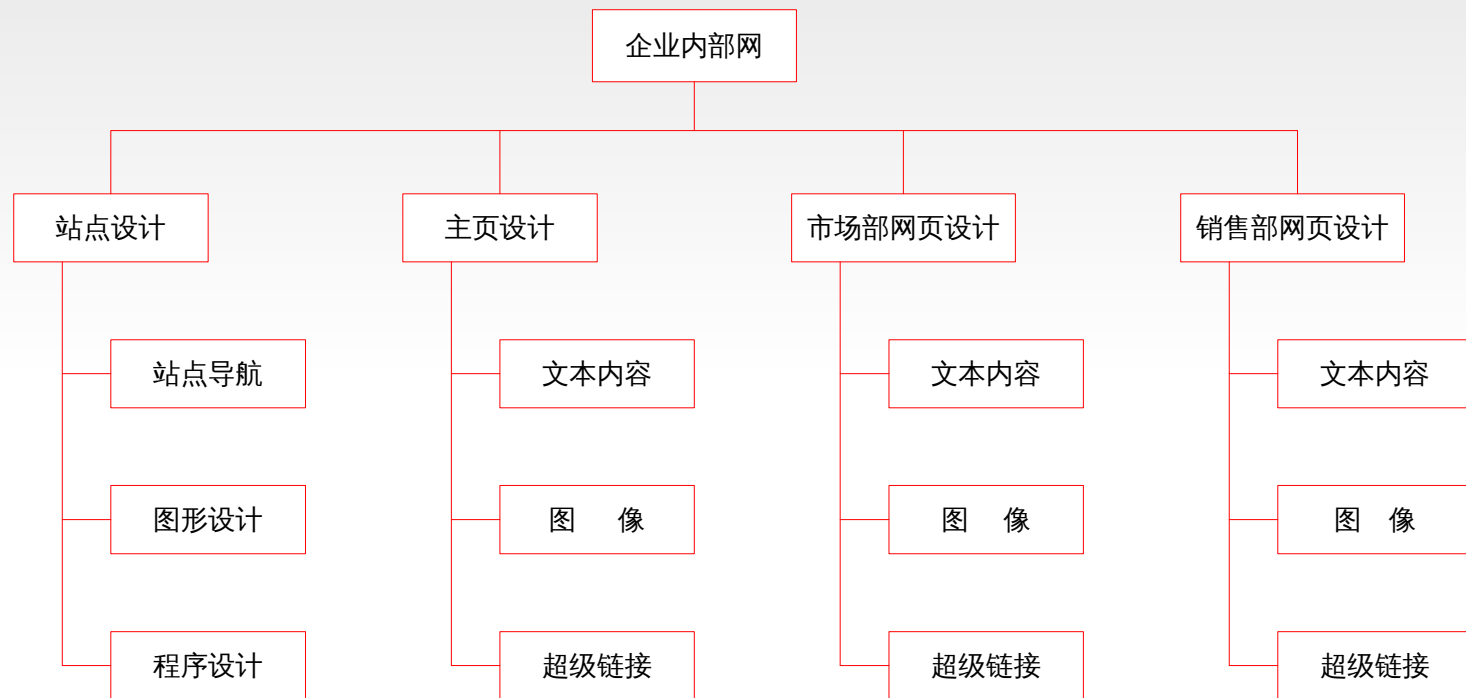 企业内部网
站点设计
主页设计
市场部网页设计
销售部网页设计
站点导航
文本内容
文本内容
文本内容
图形设计
图 像
图 像
图 像
程序设计
超级链接
超级链接
超级链接